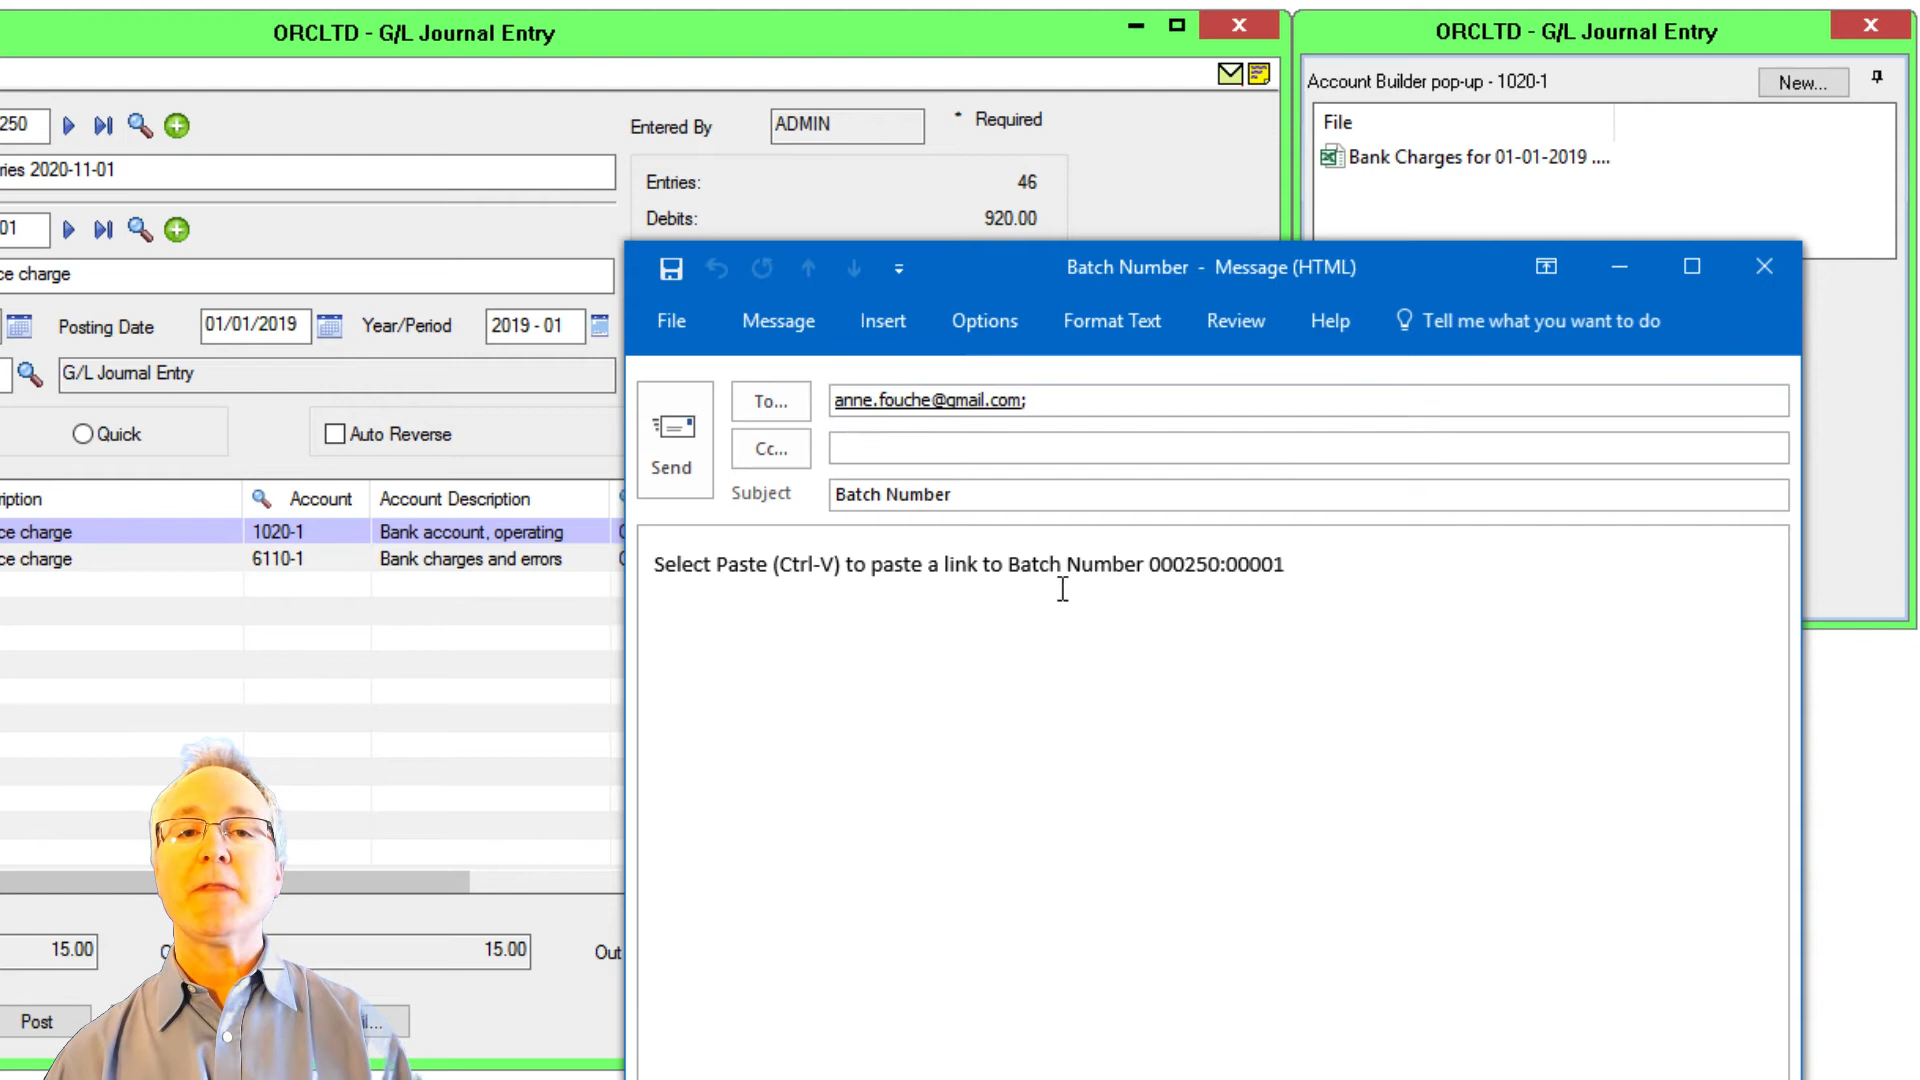 ORCLTD - G/L Journal Entry
250
Entered By ADMIN * Required
ries 2020-11-01
Entries: 46
Debits: 920.00
01
ce charge
Posting Date 01/01/2019 Year/Period 2019 - 01
G/L Journal Entry
Quick Auto Reverse
ription Account Account Description
ce charge 1020-1 Bank account, operating
ce charge 6110-1 Bank charges and errors
15.00 15.00 Out
Post
ORCLTD - G/L Journal Entry
Account Builder pop-up - 1020-1 New...
File
Bank Charges for 01-01-2019 ....
Batch Number - Message (HTML)
File Message Insert Options Format Text Review Help Tell me what you want to do
Send
To... anne.fouche@gmail.com;
Cc...
Subject Batch Number
Select Paste (Ctrl-V) to paste a link to Batch Number 000250:00001